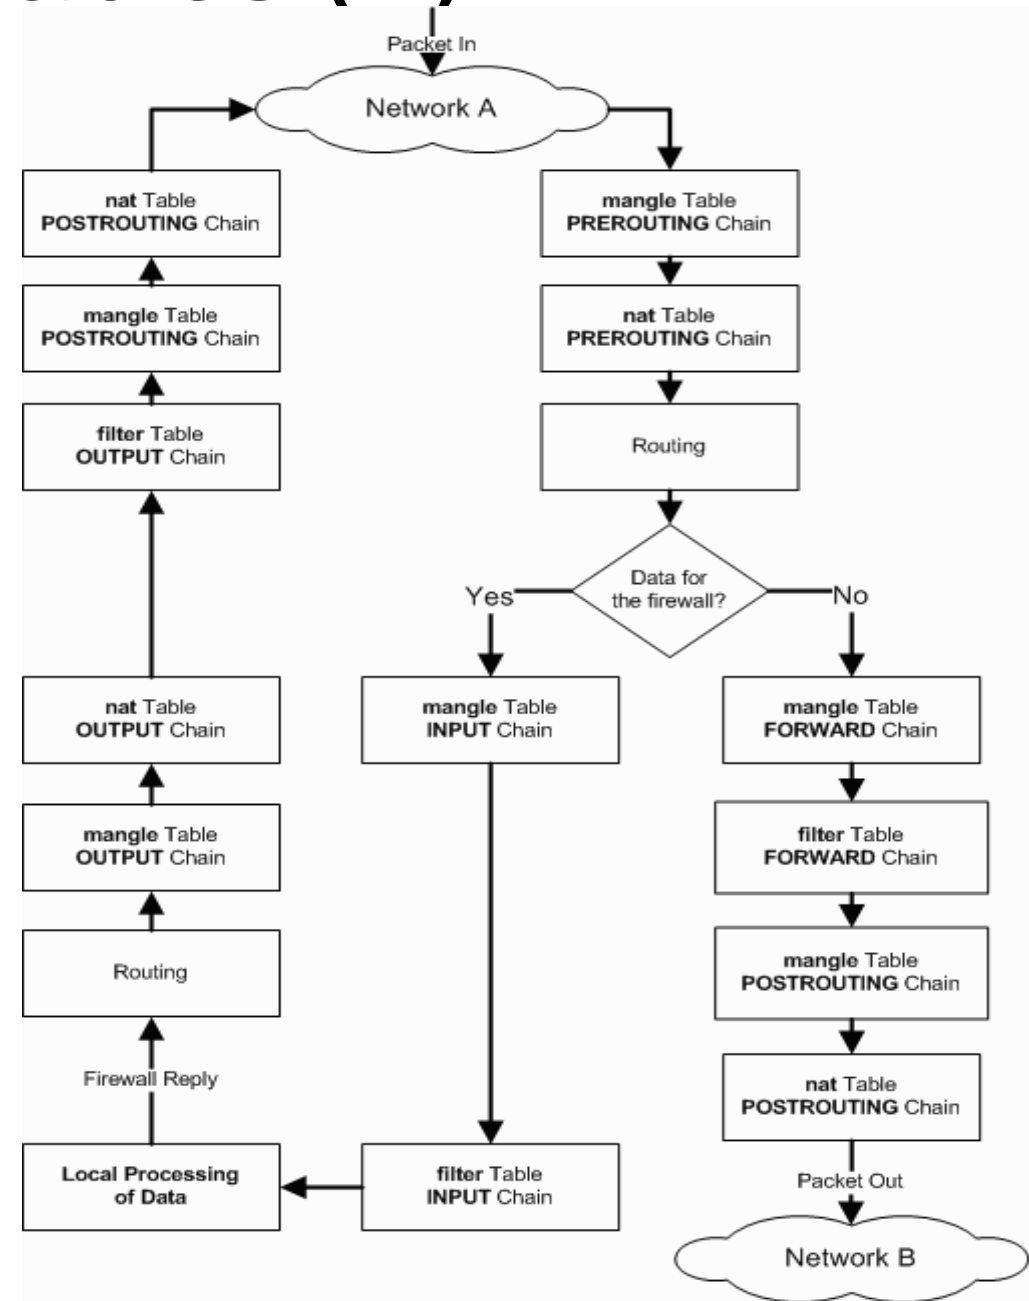 Packet In
Network A
nat Table
POSTROUTING Chain
mangle Table
PREROUTING Chain
mangle Table
POSTROUTING Chain
nat Table
PREROUTING Chain
filter Table
OUTPUT Chain
Routing
Data for
the firewall?
Yes
No
nat Table
OUTPUT Chain
mangle Table
INPUT Chain
mangle Table
FORWARD Chain
mangle Table
OUTPUT Chain
filter Table
FORWARD Chain
Routing
mangle Table
POSTROUTING Chain
Firewall Reply
nat Table
POSTROUTING Chain
Local Processing
of Data
filter Table
INPUT Chain
Packet Out
Network B